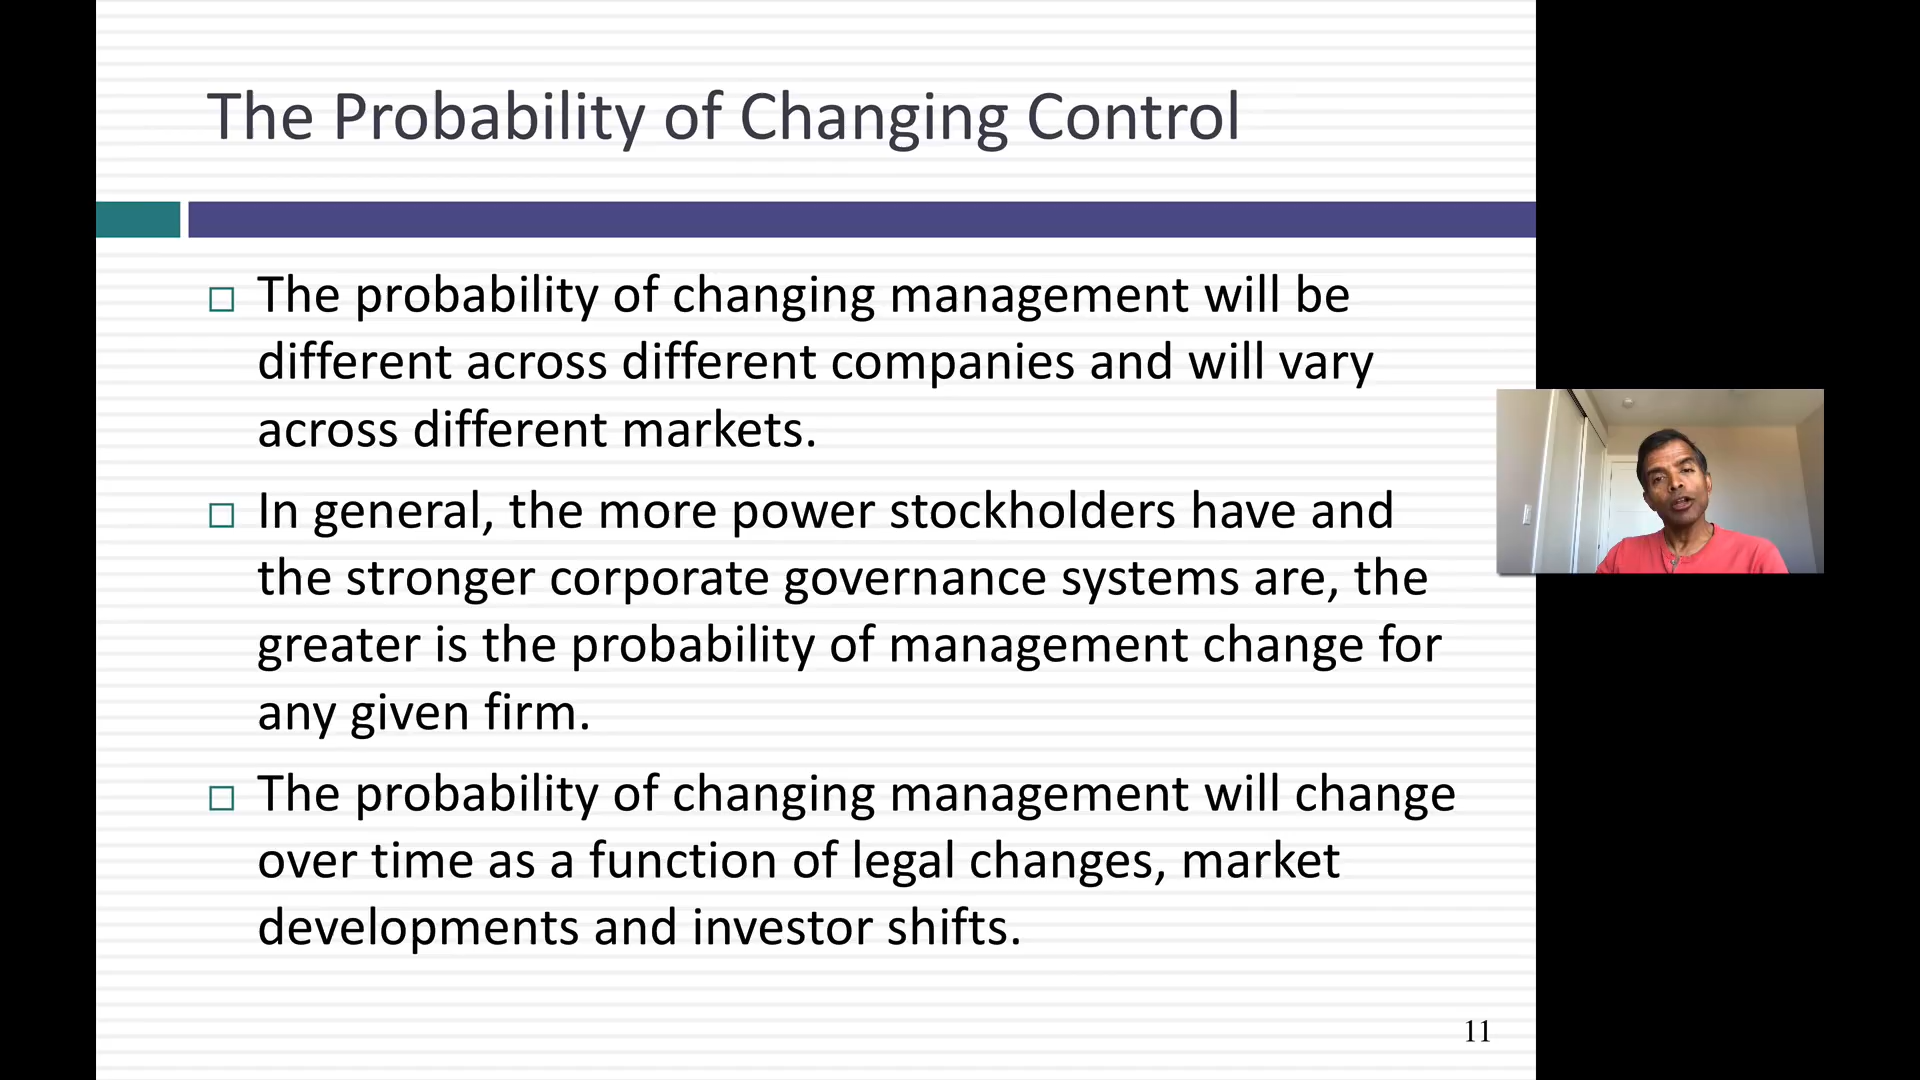 The Probability of Changing Control
The probability of changing management will be
different across different companies and will vary
across different markets.
In general, the more power stockholders have and
the stronger corporate governance systems are, the
greater is the probability of management change for
any given firm.
The probability of changing management will change
over time as a function of legal changes, market
developments and investor shifts.
11